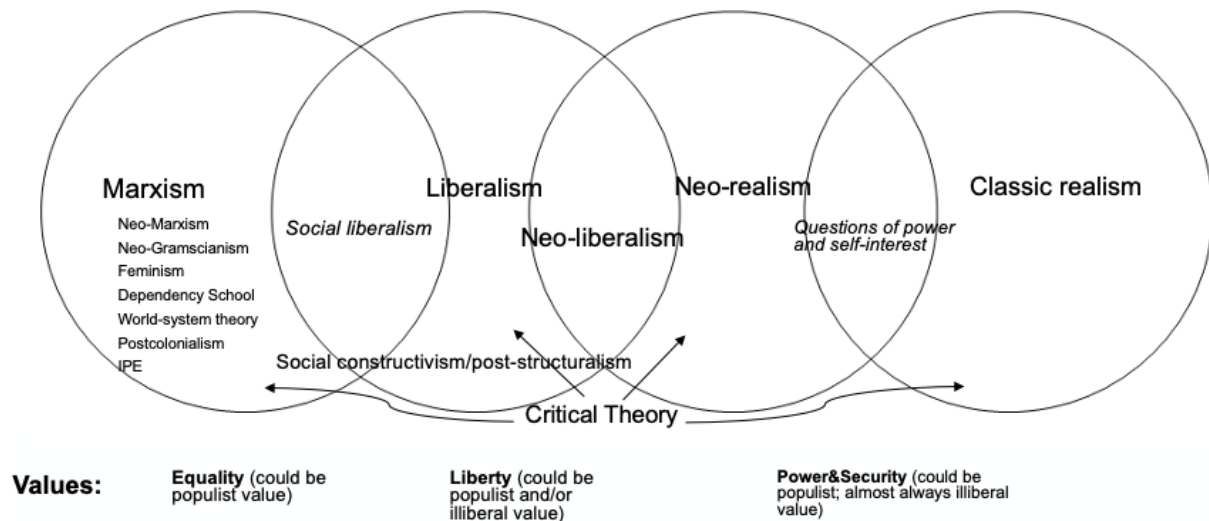 Marxism
Liberalism
Neo-realism
Classic realism
Neo-Marxism
Social liberalism
Neo-liberalism
Questions of power
and self-interest
Neo-Gramscianism
Feminism
Dependency School
World-system theory
Postcolonialism
IPE
Social constructivism/post-structuralism
Critical Theory
Values:
Equality (could be
populist value)
Liberty (could be
populist and/or
illiberal value)
Power&Security (could be
populist; almost always illiberal
value)